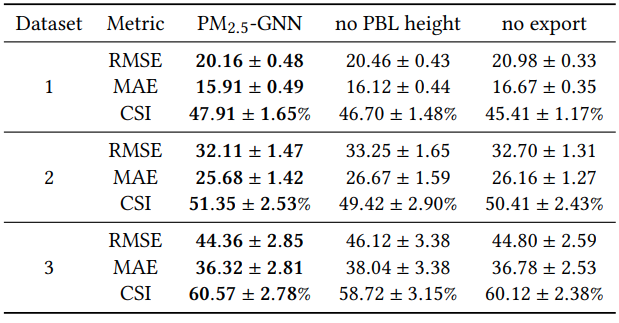 Dataset Metric PM2.5-GNN no PBL height no export
RMSE 20.16 ± 0.48 20.46 ± 0.43 20.98 ± 0.33
1 MAE 15.91 ± 0.49 16.12 ± 0.44 16.67 ± 0.35
CSI 47.91 ± 1.65% 46.70 ± 1.48% 45.41 ± 1.17%
RMSE 32.11 ± 1.47 33.25 ± 1.65 32.70 ± 1.31
2 MAE 25.68 ± 1.42 26.67 ± 1.59 26.16 ± 1.27
CSI 51.35 ± 2.53% 49.42 ± 2.90% 50.41 ± 2.43%
RMSE 44.36 ± 2.85 46.12 ± 3.38 44.80 ± 2.59
3 MAE 36.32 ± 2.81 38.04 ± 3.38 36.78 ± 2.53
CSI 60.57 ± 2.78% 58.72 ± 3.15% 60.12 ± 2.38%